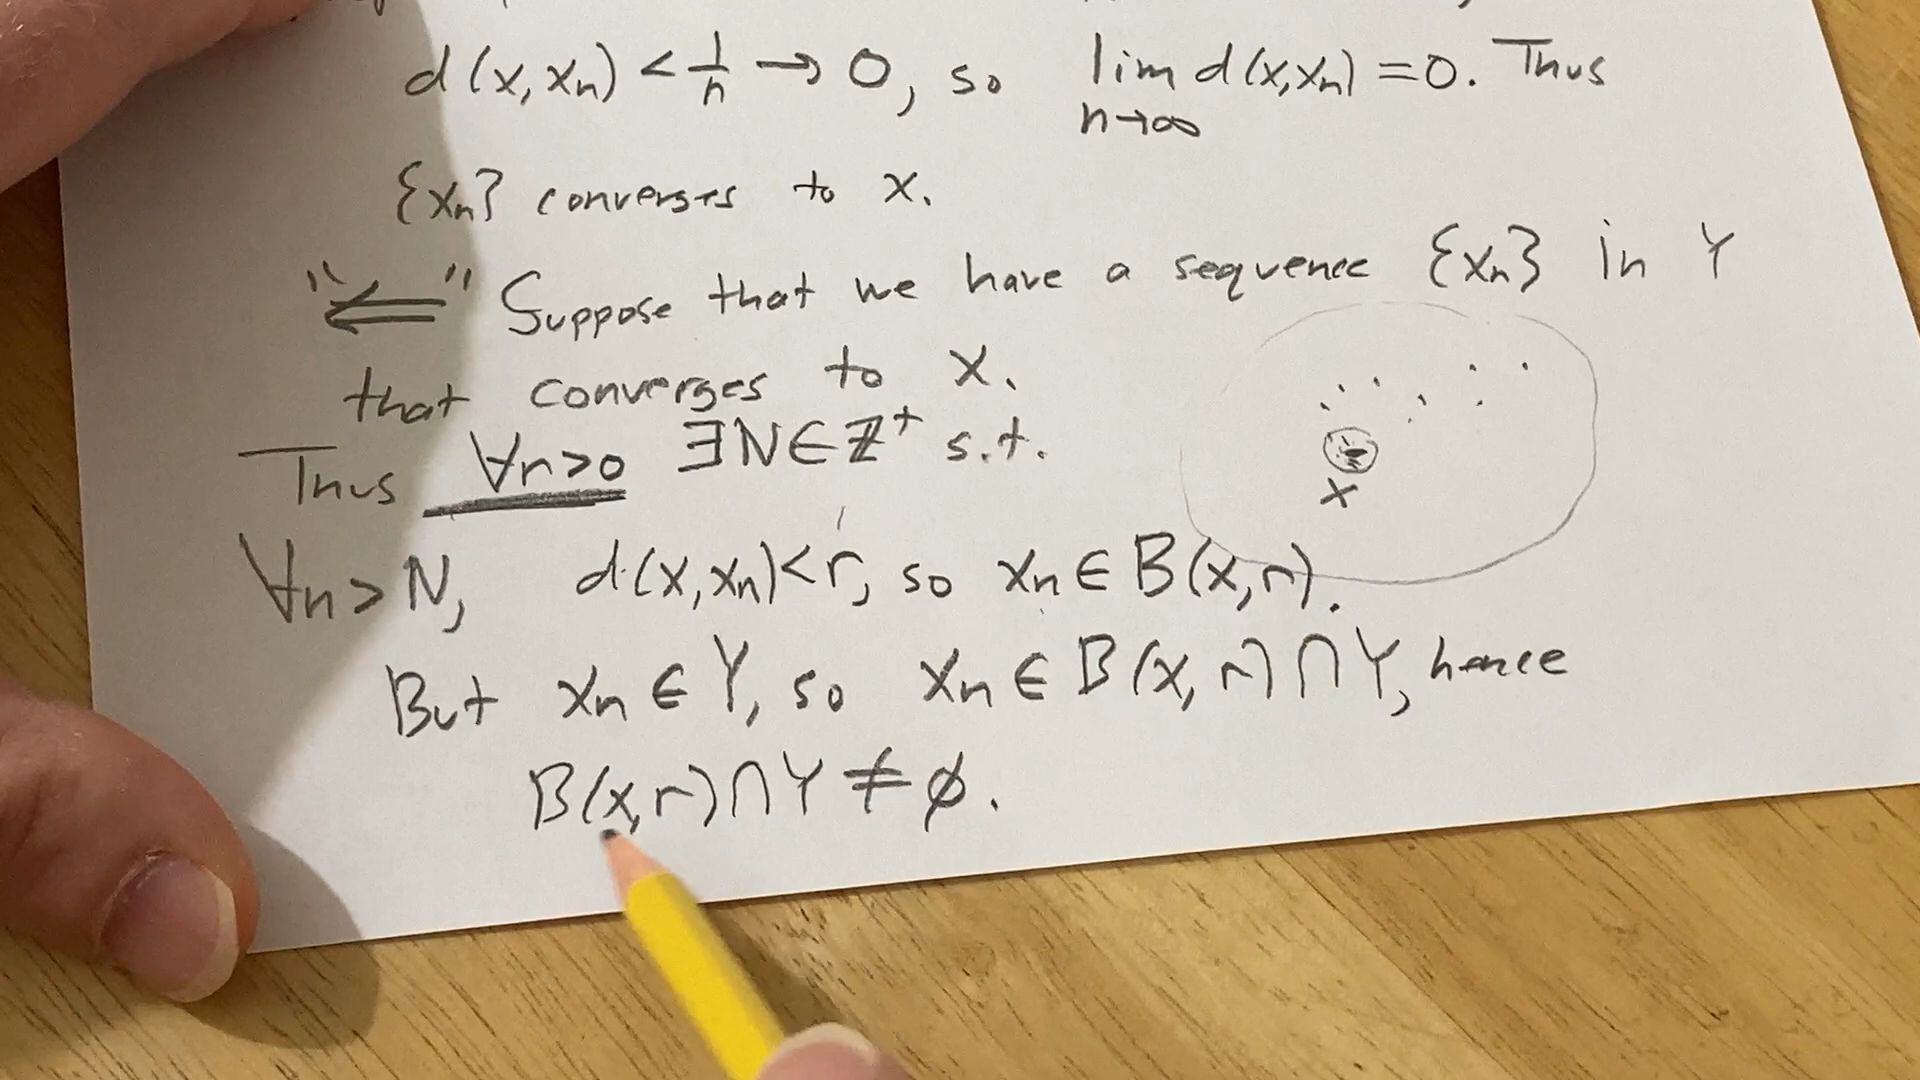 d(x, xₙ) < 1/n → 0, so lim n→∞ d(x, xₙ) = 0. Thus
{xₙ} converges to x.
"⟸" Suppose that we have a sequence {xₙ} in Y
that converges to x.
Thus ∀r>0 ∃N∈ℤ⁺ s.t.
x
∀n>N, d(x, xₙ)<r, so xₙ ∈ B(x,r).
But xₙ ∈ Y, so xₙ ∈ B(x, r) ∩ Y, hence
B(x,r) ∩ Y ≠ ∅.